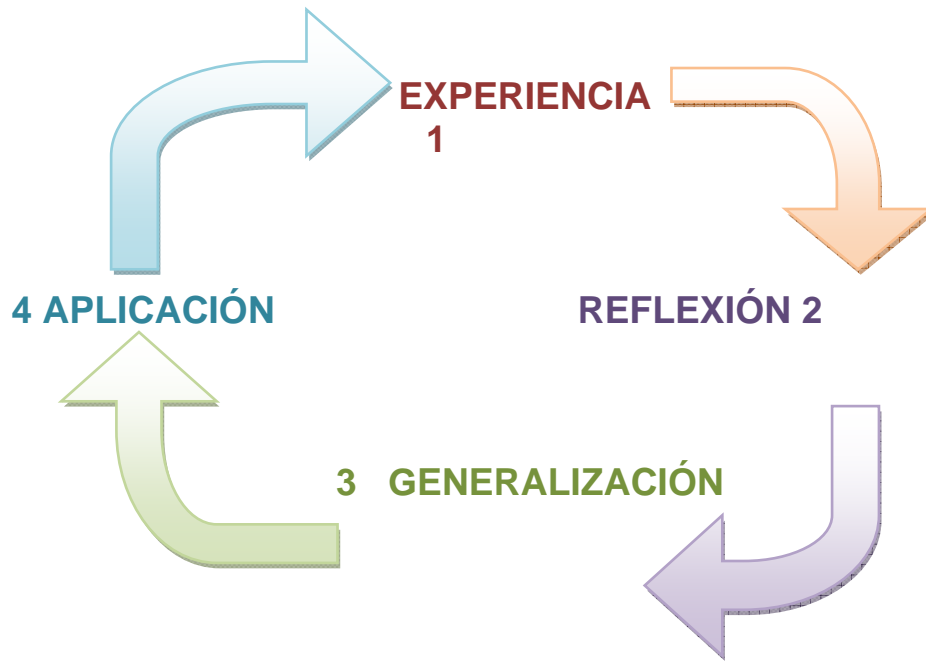 EXPERIENCIA
1
4 APLICACIÓN
REFLEXIÓN 2
3 GENERALIZACIÓN